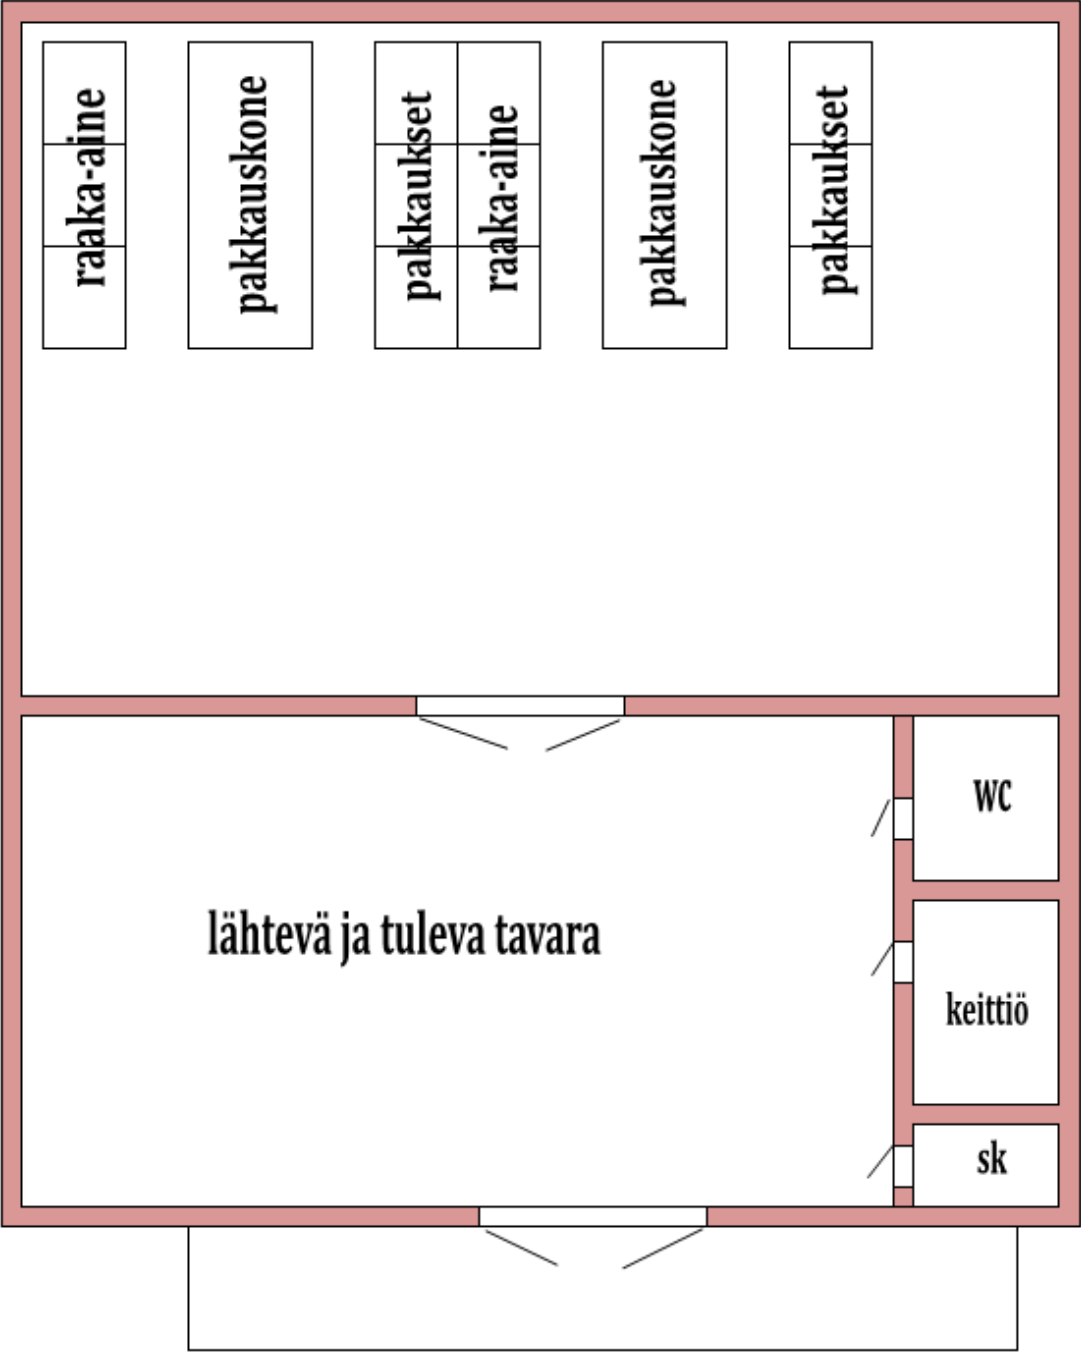 raaka-aine
pakkauskone
pakkaukset
raaka-aine
pakkauskone
pakkaukset
wc
lähtevä ja tuleva tavara
keittiö
sk